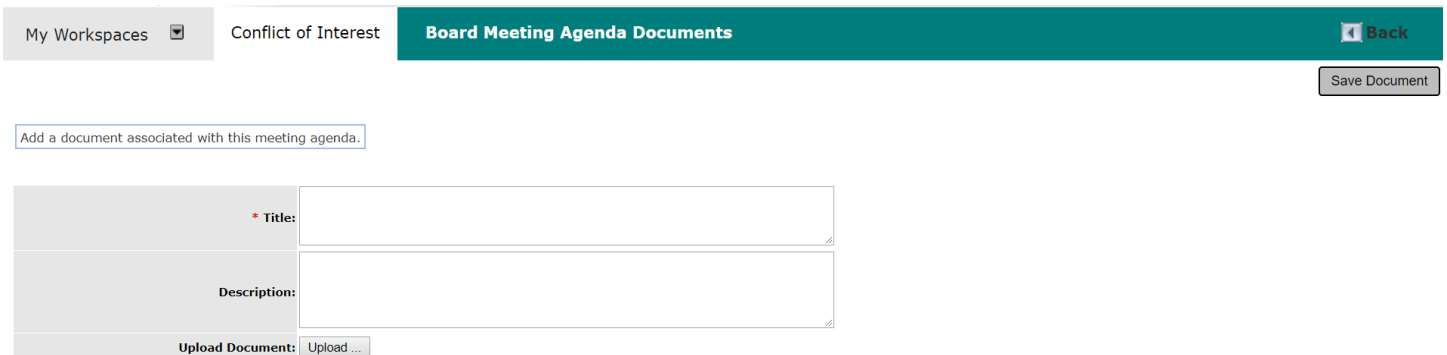 My Workspaces Conflict of Interest Board Meeting Agenda Documents Back
Save Document
Add a document associated with this meeting agenda.
* Title:
Description:
Upload Document: Upload ...